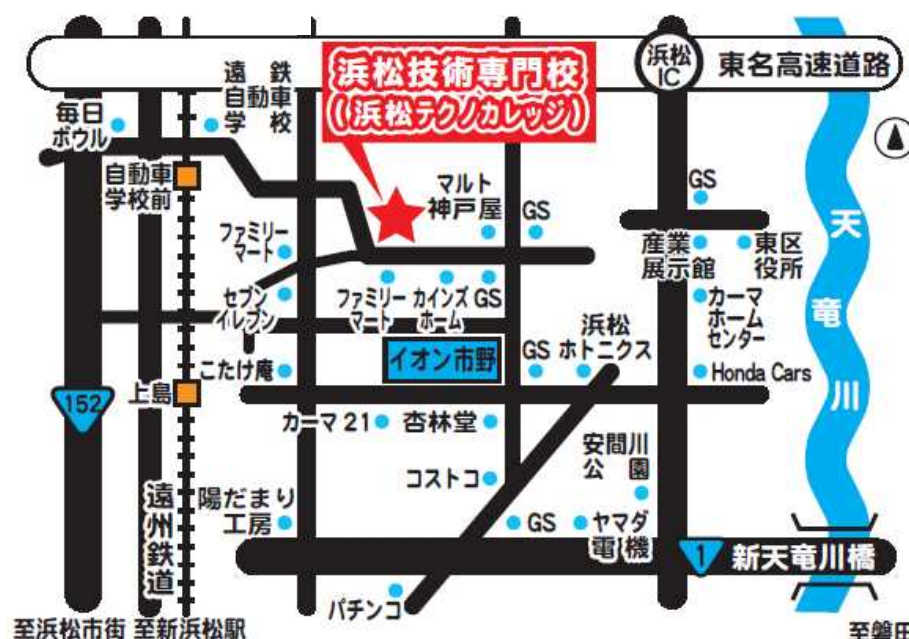 浜松技術専門校
(浜松テクノカレッジ)
浜松
IC
東名高速道路
遠鉄
自動車
学校
毎日
ボウル
自動車
学校前
マルト
神戸屋
GS
GS
天竜川
産業
展示館
東区
役所
ファミリー
マート
セブン
イレブン
ファミリー
マート
カインズ
ホーム
GS
浜松
ホトニクス
カーマ
ホーム
センター
イオン市野
GS
こたけ庵
Honda Cars
152
上島
カーマ21
杏林堂
安間川
公園
コストコ
遠州鉄道
陽だまり
工房
GS
ヤマダ
電機
1
新天竜川橋
パチンコ
至浜松市街
至新浜松駅
至磐田